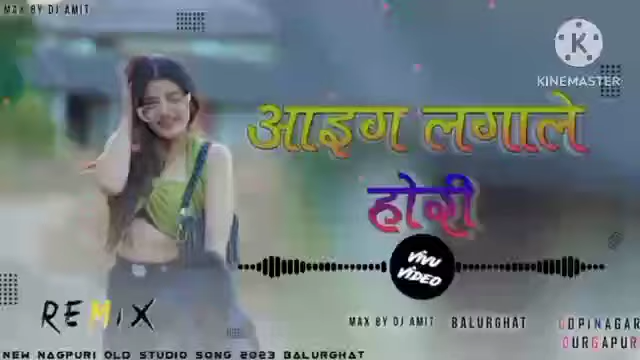 MAX BY DJ AMIT
KINEMASTER
आइग लगाले
होरी
VIVU
VIDEO
REMIX
MAX BY DJ AMIT BALURGHAT GOPINAGAR
DURGAPUR
NEW NAGPURI OLD STUDIO SONG 2023 BALURGHAT